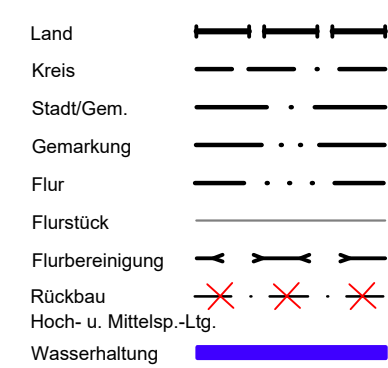 Land
Kreis
Stadt/Gem.
Gemarkung
Flur
Flurstück
Flurbereinigung
Rückbau
Hoch- u. Mittelsp.-Ltg.
Wasserhaltung